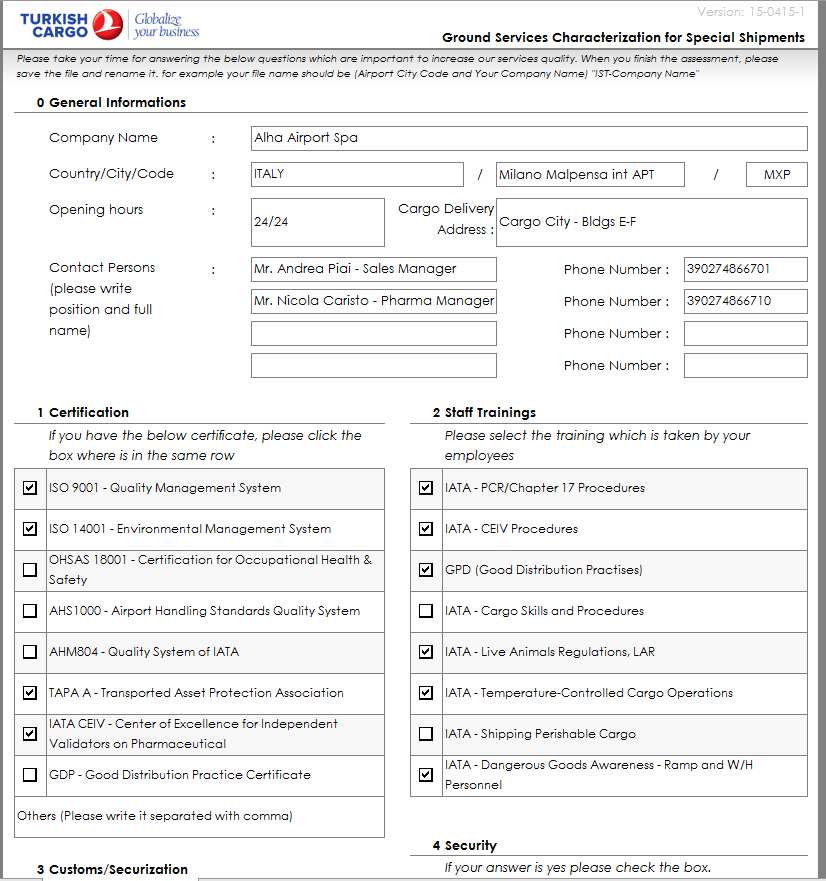 TURKISH CARGO
Globalize your business
Version: 15-0415-1
Ground Services Characterization for Special Shipments
Please take your time for answering the below questions which are important to increase our services quality. When you finish the assessment, please
save the file and rename it. for example your file name should be (Airport City Code and Your Company Name) "IST-Company Name"
0 General Informations
Company Name : Alha Airport Spa
Country/City/Code : ITALY / Milano Malpensa int APT / MXP
Opening hours : 24/24
Cargo Delivery
Address : Cargo City - Bldgs E-F
Contact Persons :
(please write
position and full
name)
Mr. Andrea Piai - Sales Manager Phone Number : 390274866701
Mr. Nicola Caristo - Pharma Manager Phone Number : 390274866710
Phone Number :
Phone Number :
1 Certification
If you have the below certificate, please click the
box where is in the same row
ISO 9001 - Quality Management System
ISO 14001 - Environmental Management System
OHSAS 18001 - Certification for Occupational Health &
Safety
AHS1000 - Airport Handling Standards Quality System
AHM804 - Quality System of IATA
TAPA A - Transported Asset Protection Association
IATA CEIV - Center of Excellence for Independent
Validators on Pharmaceutical
GDP - Good Distribution Practice Certificate
Others (Please write it separated with comma)
3 Customs/Securization
2 Staff Trainings
Please select the training which is taken by your
employees
IATA - PCR/Chapter 17 Procedures
IATA - CEIV Procedures
GPD (Good Distribution Practises)
IATA - Cargo Skills and Procedures
IATA - Live Animals Regulations, LAR
IATA - Temperature-Controlled Cargo Operations
IATA - Shipping Perishable Cargo
IATA - Dangerous Goods Awareness - Ramp and W/H
Personnel
4 Security
If your answer is yes please check the box.